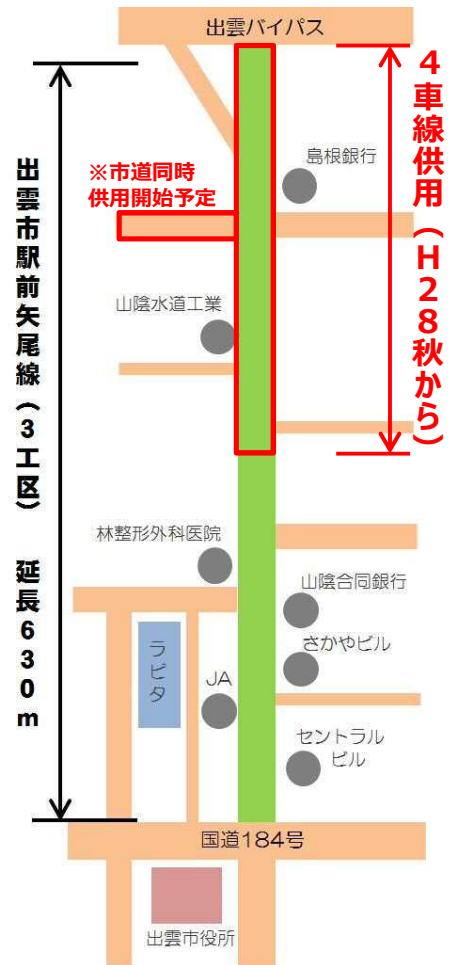 出雲バイパス
4車線供用（H28秋から）
出雲市駅前矢尾線（3工区）　延長630m
島根銀行
※市道同時
供用開始予定
山陰水道工業
林整形外科医院
山陰合同銀行
さかやビル
ラピタ
JA
セントラル
ビル
国道184号
出雲市役所